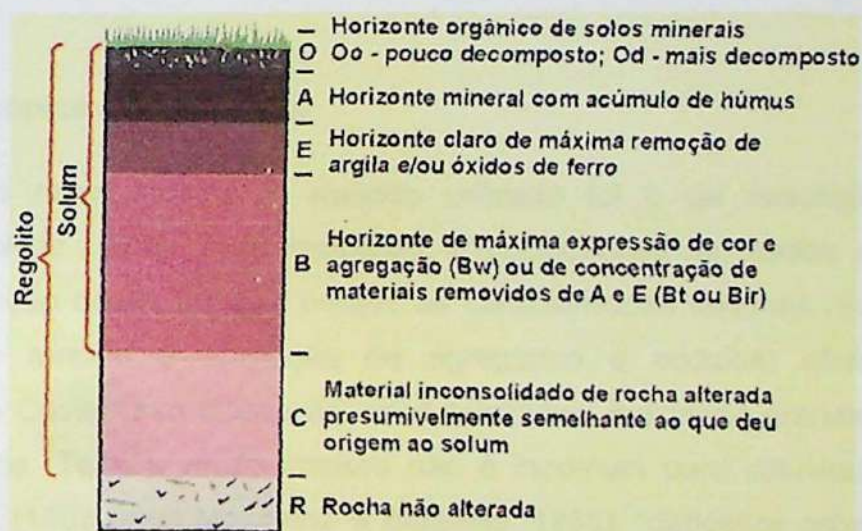 Horizonte orgânico de solos minerais
O Oo - pouco decomposto; Od - mais decomposto
A Horizonte mineral com acúmulo de húmus
E Horizonte claro de máxima remoção de
argila e/ou óxidos de ferro
B Horizonte de máxima expressão de cor e
agregação (Bw) ou de concentração de
materiais removidos de A e E (Bt ou Bir)
C Material inconsolidado de rocha alterada
presumivelmente semelhante ao que deu
origem ao solum
R Rocha não alterada
Solum
Regolito